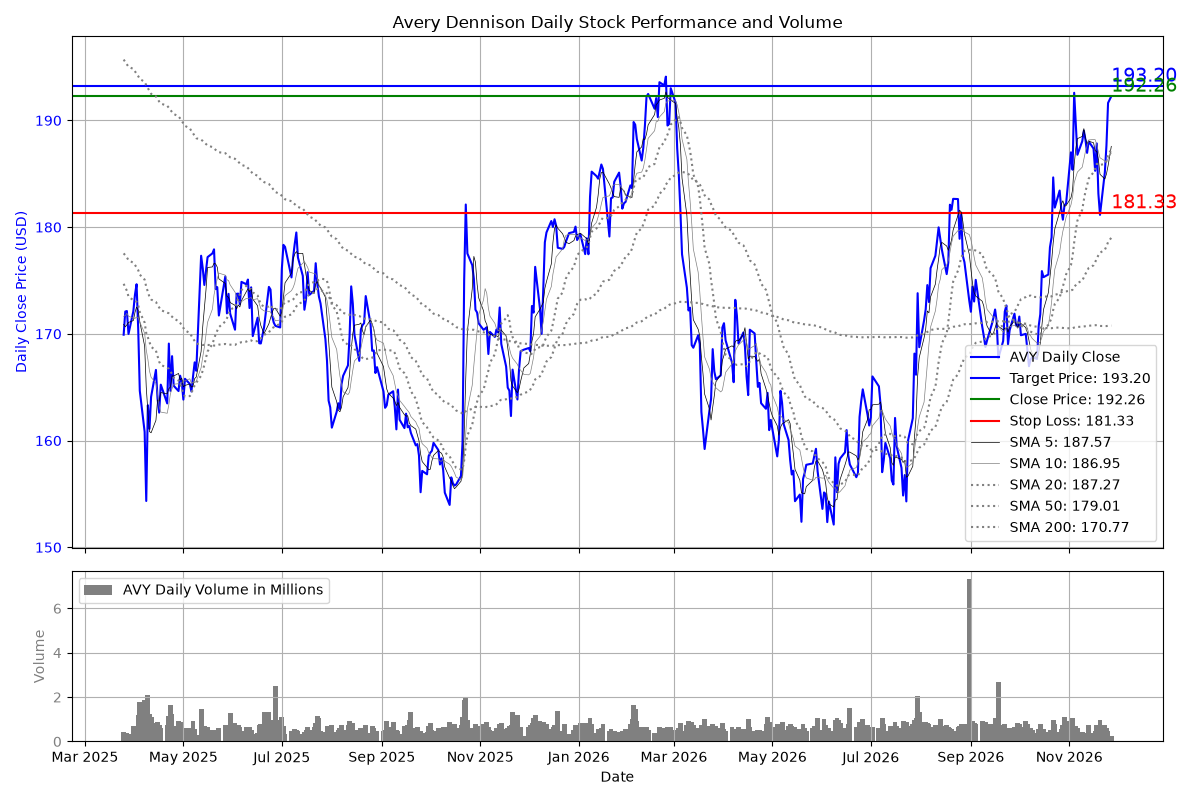 Avery Dennison Daily Stock Performance and Volume
193.20
192.26
190
181.33
180
170
160
150
Daily Close Price (USD)
AVY Daily Close
Target Price: 193.20
Close Price: 192.26
Stop Loss: 181.33
SMA 5: 187.57
SMA 10: 186.95
SMA 20: 187.27
SMA 50: 179.01
SMA 200: 170.77
AVY Daily Volume in Millions
6
4
2
0
Volume
Mar 2025 May 2025 Jul 2025 Sep 2025 Nov 2025 Jan 2026 Mar 2026 May 2026 Jul 2026 Sep 2026 Nov 2026
Date